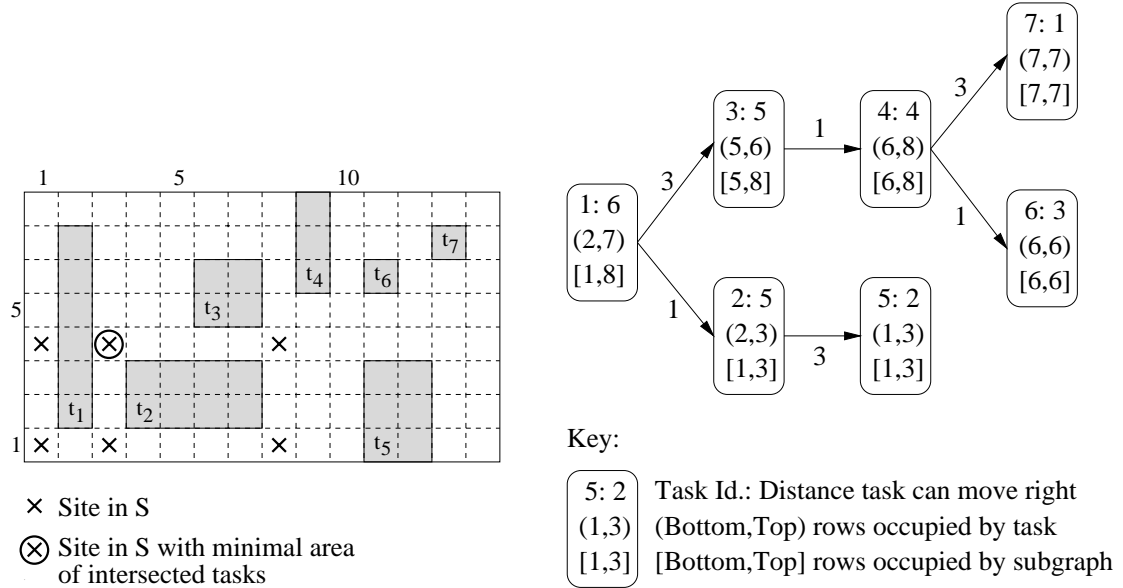 1 5 10
5
1
t1
t2
t3
t4
t5
t6
t7
× Site in S
Site in S with minimal area
of intersected tasks
1: 6
(2,7)
[1,8]
3
1
3: 5
(5,6)
[5,8]
1
4: 4
(6,8)
[6,8]
3
1
7: 1
(7,7)
[7,7]
6: 3
(6,6)
[6,6]
2: 5
(2,3)
[1,3]
3
5: 2
(1,3)
[1,3]
Key:
5: 2 Task Id.: Distance task can move right
(1,3) (Bottom,Top) rows occupied by task
[1,3] [Bottom,Top] rows occupied by subgraph